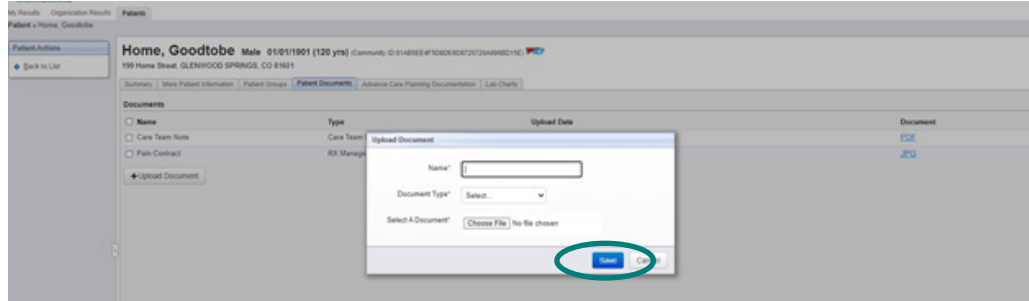 My Results Organization Results Patients
Patient » Home, Goodtobe
Patient Actions
Back to List
Home, Goodtobe Male 01/01/1901 (120 yrs)
199 Home Street, GLENWOOD SPRINGS, CO 81601
Summary More Patient Information Patient Groups Patient Documents Advance Care Planning Documentation Lab Charts
Documents
Name Type Upload Date Document
Care Team Note Care Team PDF
Pain Contract RX Manage JPG
+Upload Document
Upload Document
Name*
Document Type* Select...
Select A Document* Choose File No file chosen
Save Cancel